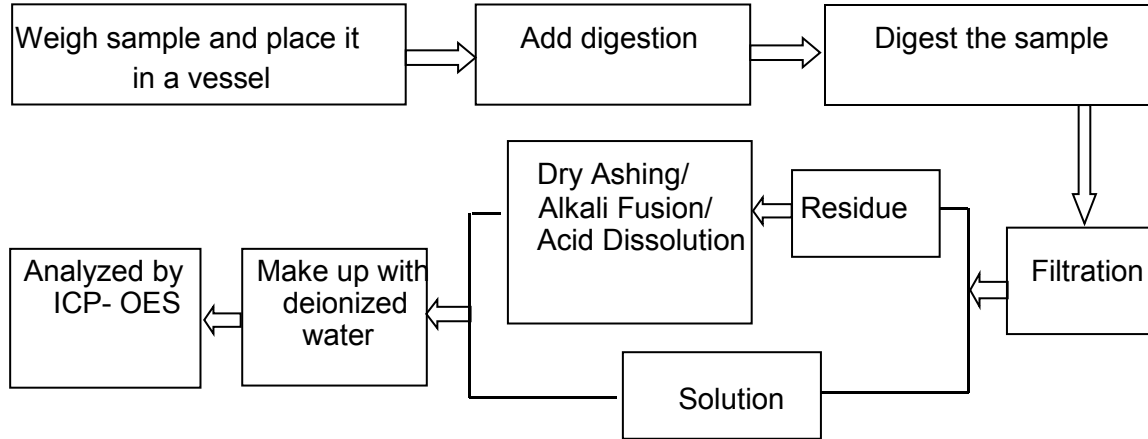 Weigh sample and place it
in a vessel
Add digestion
Digest the sample
Filtration
Residue
Dry Ashing/
Alkali Fusion/
Acid Dissolution
Solution
Make up with
deionized
water
Analyzed by
ICP- OES